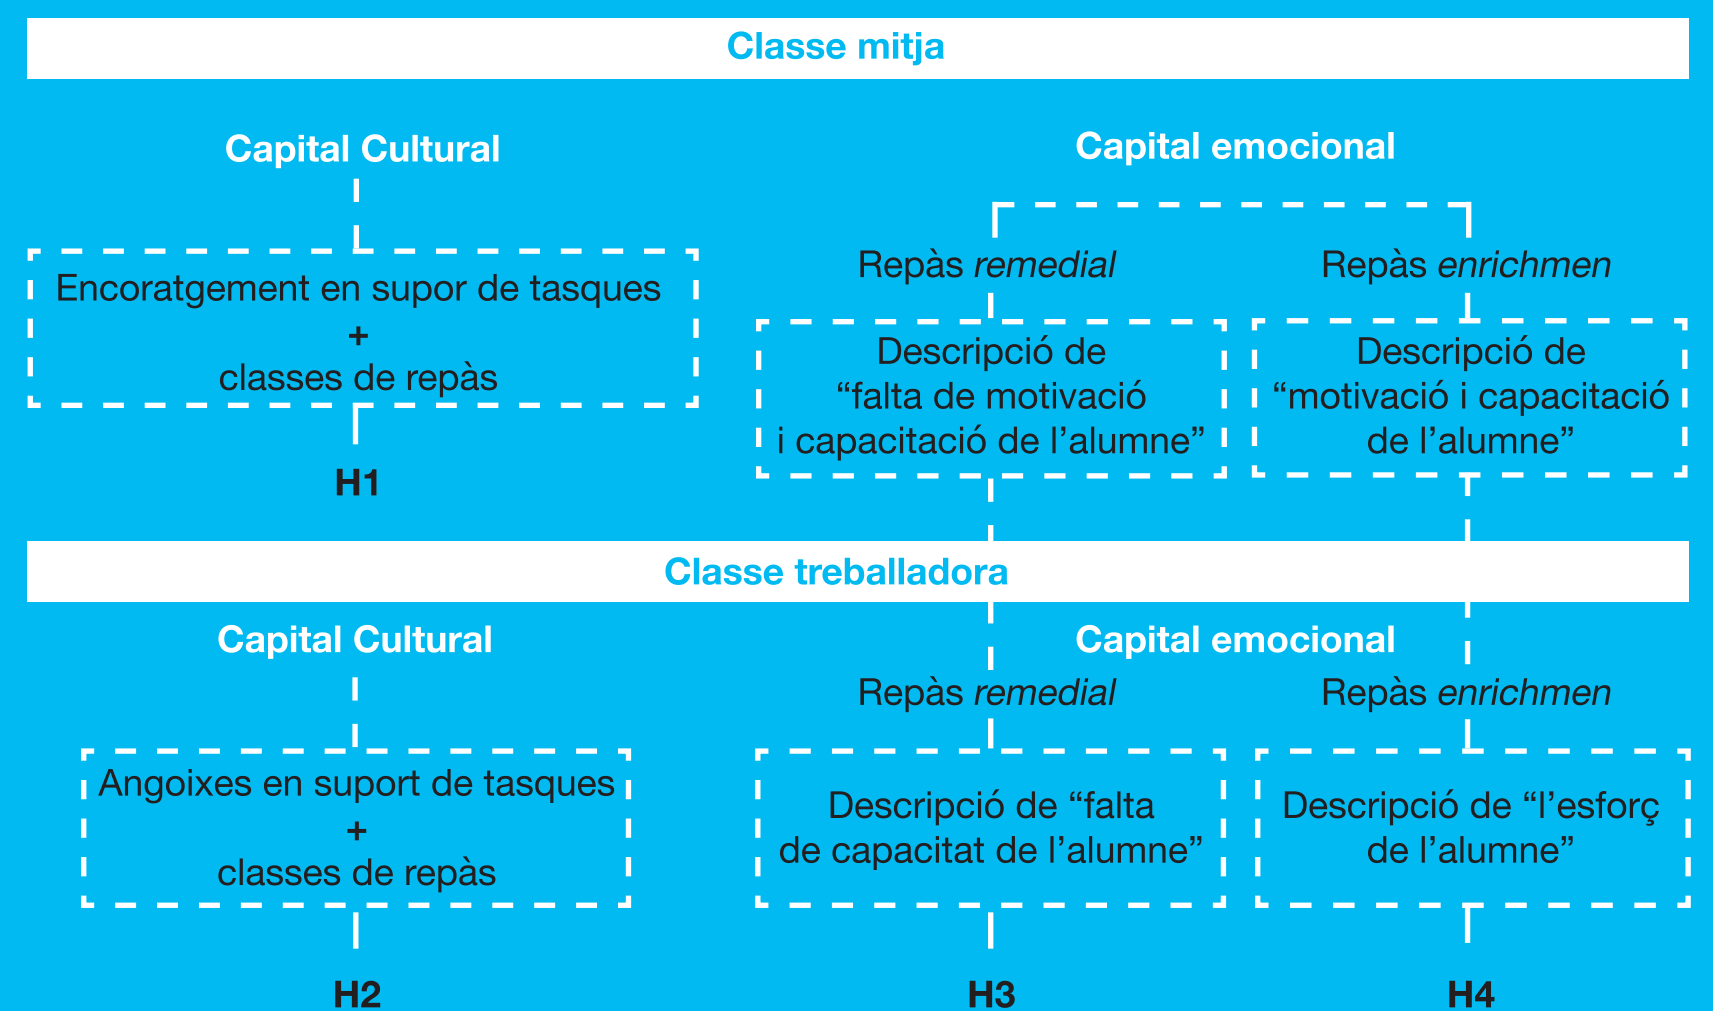 Classe mitja
Capital Cultural
Encoratgement en supor de tasques
+
classes de repàs
H1
Capital emocional
Repàs remedial
Descripció de
“falta de motivació
i capacitació de l’alumne”
Repàs enrichmen
Descripció de
“motivació i capacitació
de l’alumne”
Classe treballadora
Capital Cultural
Angoixes en suport de tasques
+
classes de repàs
H2
Capital emocional
Repàs remedial
Descripció de “falta
de capacitat de l’alumne”
H3
Repàs enrichmen
Descripció de “l’esforç
de l’alumne”
H4